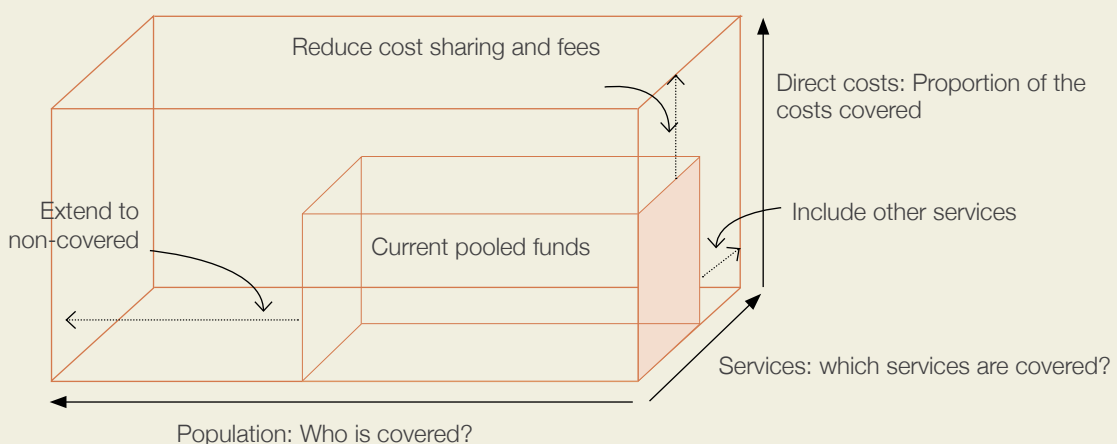 Reduce cost sharing and fees
Direct costs: Proportion of the
costs covered
Extend to
non-covered
Include other services
Current pooled funds
Services: which services are covered?
Population: Who is covered?